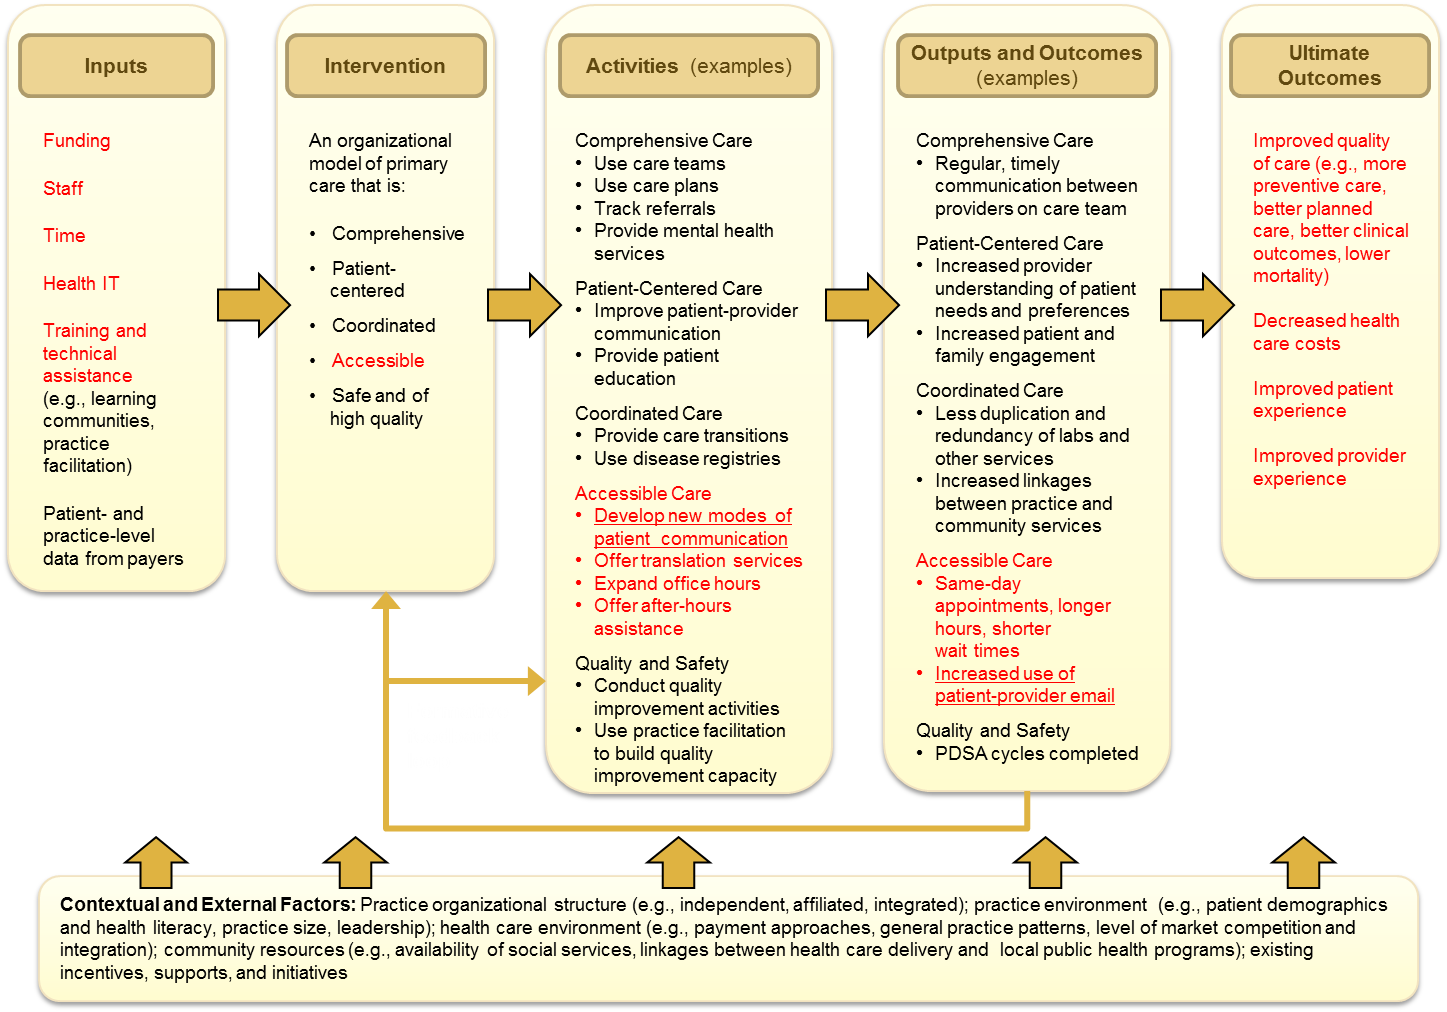 Inputs
Funding
Staff
Time
Health IT
Training and
technical
assistance
(e.g., learning
communities,
practice
facilitation)
Patient- and
practice-level
data from payers
Intervention
An organizational
model of primary
care that is:
• Comprehensive
• Patient-
centered
• Coordinated
• Accessible
• Safe and of
high quality
Activities (examples)
Comprehensive Care
• Use care teams
• Use care plans
• Track referrals
• Provide mental health
services
Patient-Centered Care
• Improve patient-provider
communication
• Provide patient
education
Coordinated Care
• Provide care transitions
• Use disease registries
Accessible Care
• Develop new modes of
patient communication
• Offer translation services
• Expand office hours
• Offer after-hours
assistance
Quality and Safety
• Conduct quality
improvement activities
• Use practice facilitation
to build quality
improvement capacity
Outputs and Outcomes
(examples)
Comprehensive Care
• Regular, timely
communication between
providers on care team
Patient-Centered Care
• Increased provider
understanding of patient
needs and preferences
• Increased patient and
family engagement
Coordinated Care
• Less duplication and
redundancy of labs and
other services
• Increased linkages
between practice and
community services
Accessible Care
• Same-day
appointments, longer
hours, shorter
wait times
• Increased use of
patient-provider email
Quality and Safety
• PDSA cycles completed
Ultimate
Outcomes
Improved quality
of care (e.g., more
preventive care,
better planned
care, better clinical
outcomes, lower
mortality)
Decreased health
care costs
Improved patient
experience
Improved provider
experience
Contextual and External Factors: Practice organizational structure (e.g., independent, affiliated, integrated); practice environment (e.g., patient demographics
and health literacy, practice size, leadership); health care environment (e.g., payment approaches, general practice patterns, level of market competition and
integration); community resources (e.g., availability of social services, linkages between health care delivery and local public health programs); existing
incentives, supports, and initiatives